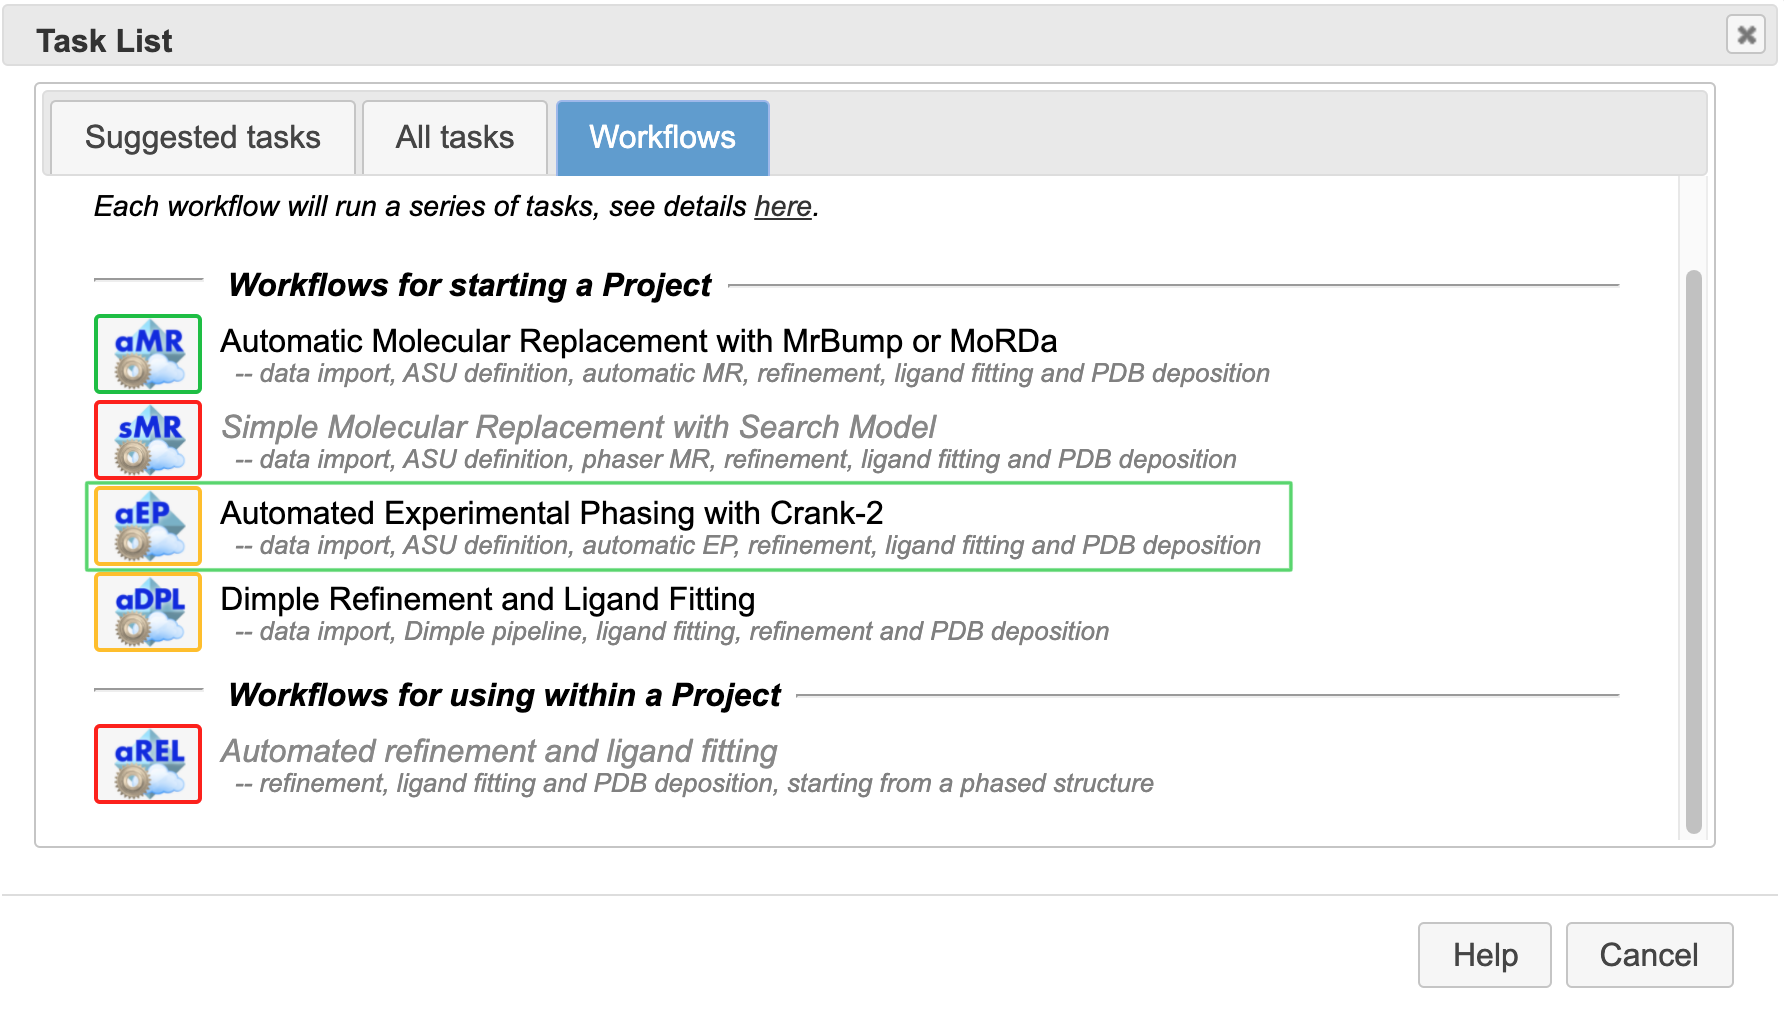 Task List
Suggested tasks
All tasks
Workflows
Each workflow will run a series of tasks, see details here.
Workflows for starting a Project
aMR
Automatic Molecular Replacement with MrBump or MoRDa
-- data import, ASU definition, automatic MR, refinement, ligand fitting and PDB deposition
sMR
Simple Molecular Replacement with Search Model
-- data import, ASU definition, phaser MR, refinement, ligand fitting and PDB deposition
aEP
Automated Experimental Phasing with Crank-2
-- data import, ASU definition, automatic EP, refinement, ligand fitting and PDB deposition
aDPL
Dimple Refinement and Ligand Fitting
-- data import, Dimple pipeline, ligand fitting, refinement and PDB deposition
Workflows for using within a Project
aREL
Automated refinement and ligand fitting
-- refinement, ligand fitting and PDB deposition, starting from a phased structure
Help
Cancel